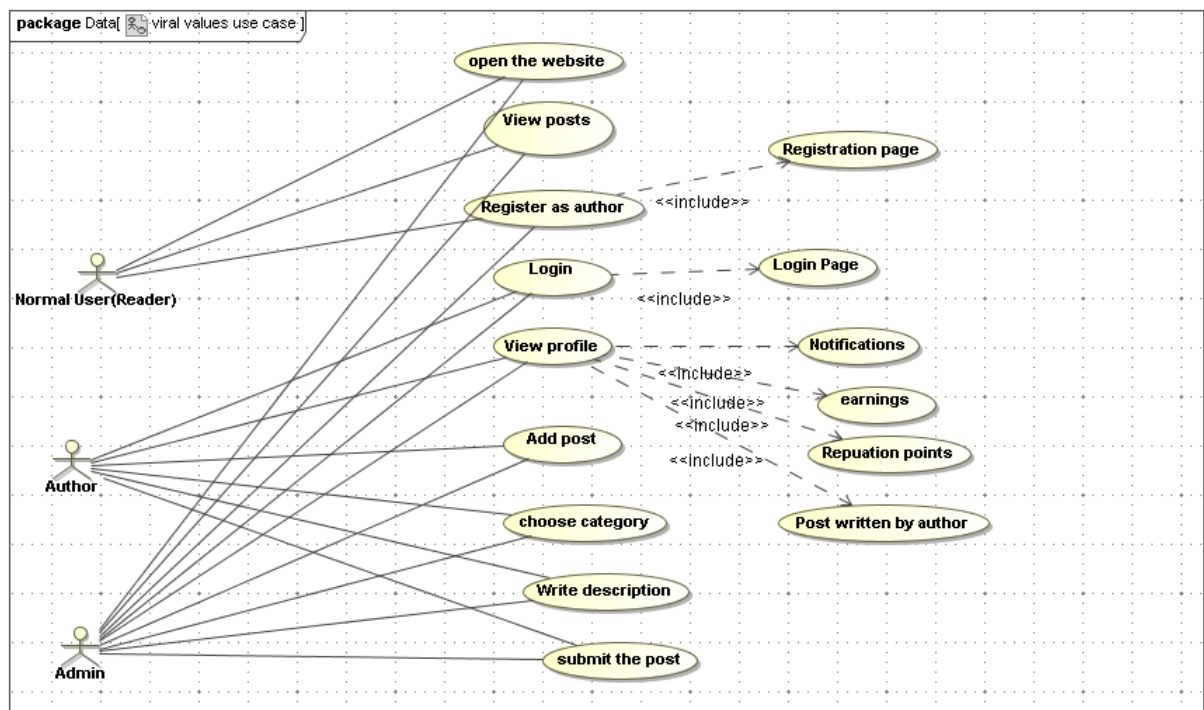 package Data[ viral values use case ]
open the website
View posts
Registration page
Register as author
<<include>>
Normal User(Reader)
Login
Login Page
<<include>>
View profile
Notifications
<<include>>
earnings
<<include>>
<<include>>
Author
Add post
Repuation points
<<include>>
choose category
Post written by author
Write description
Admin
submit the post